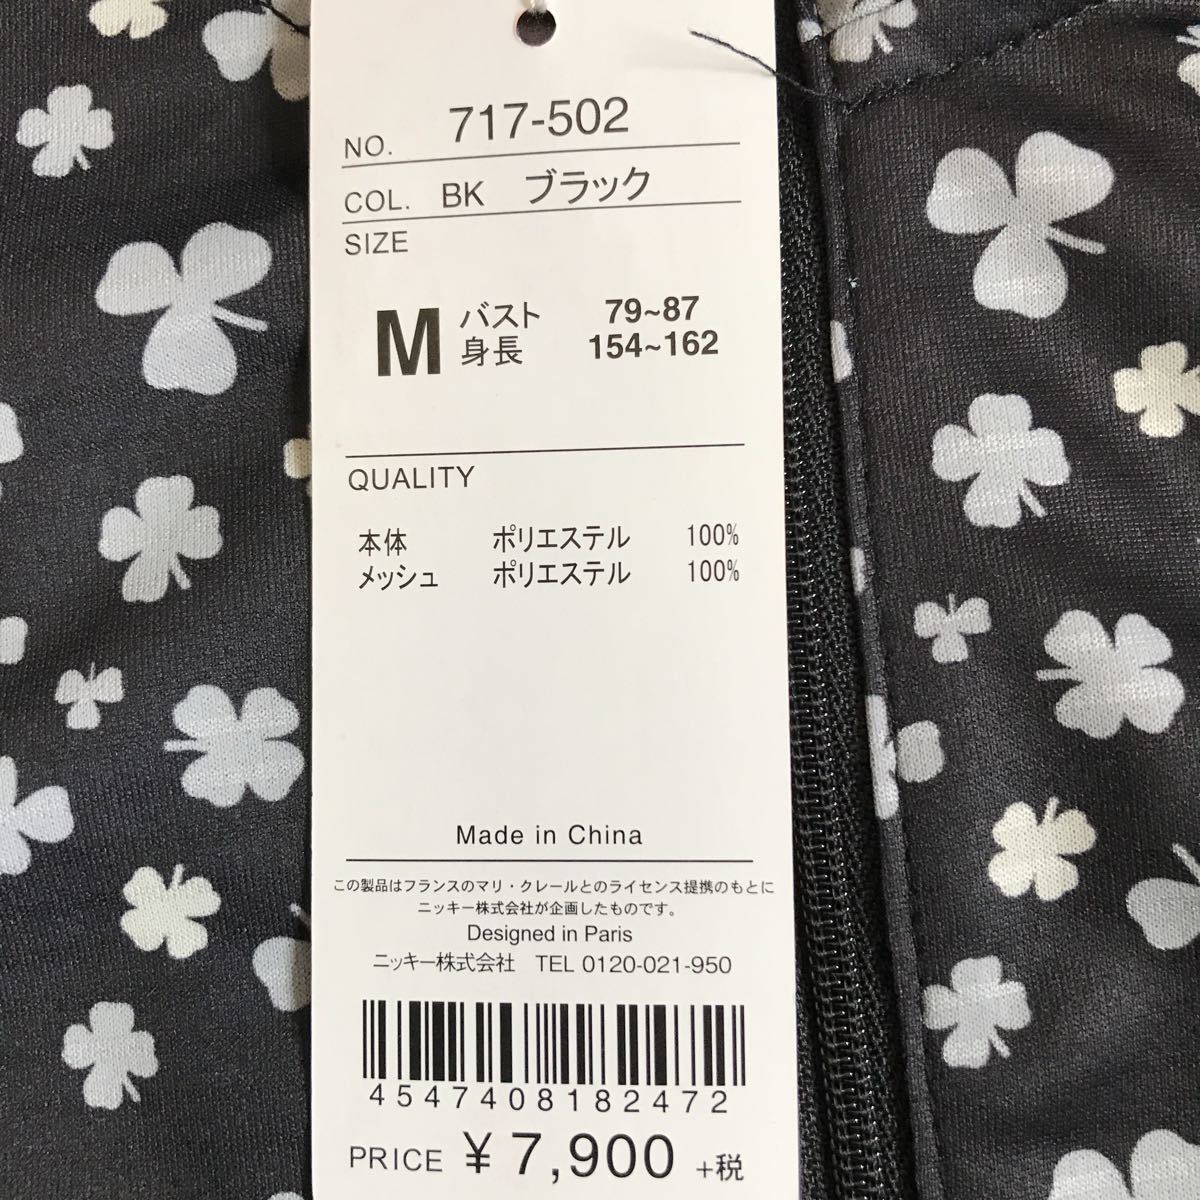 NO. 717-502
COL. BK ブラック
SIZE
M バスト 79~87
身長 154~162
QUALITY
本体 ポリエステル 100%
メッシュ ポリエステル 100%
Made in China
この製品はフランスのマリ・クレールとのライセンス提携のもとに
ニッキー株式会社が企画したものです。
Designed in Paris
ニッキー株式会社 TEL 0120-021-950
4547408182472
PRICE ¥7,900 +税